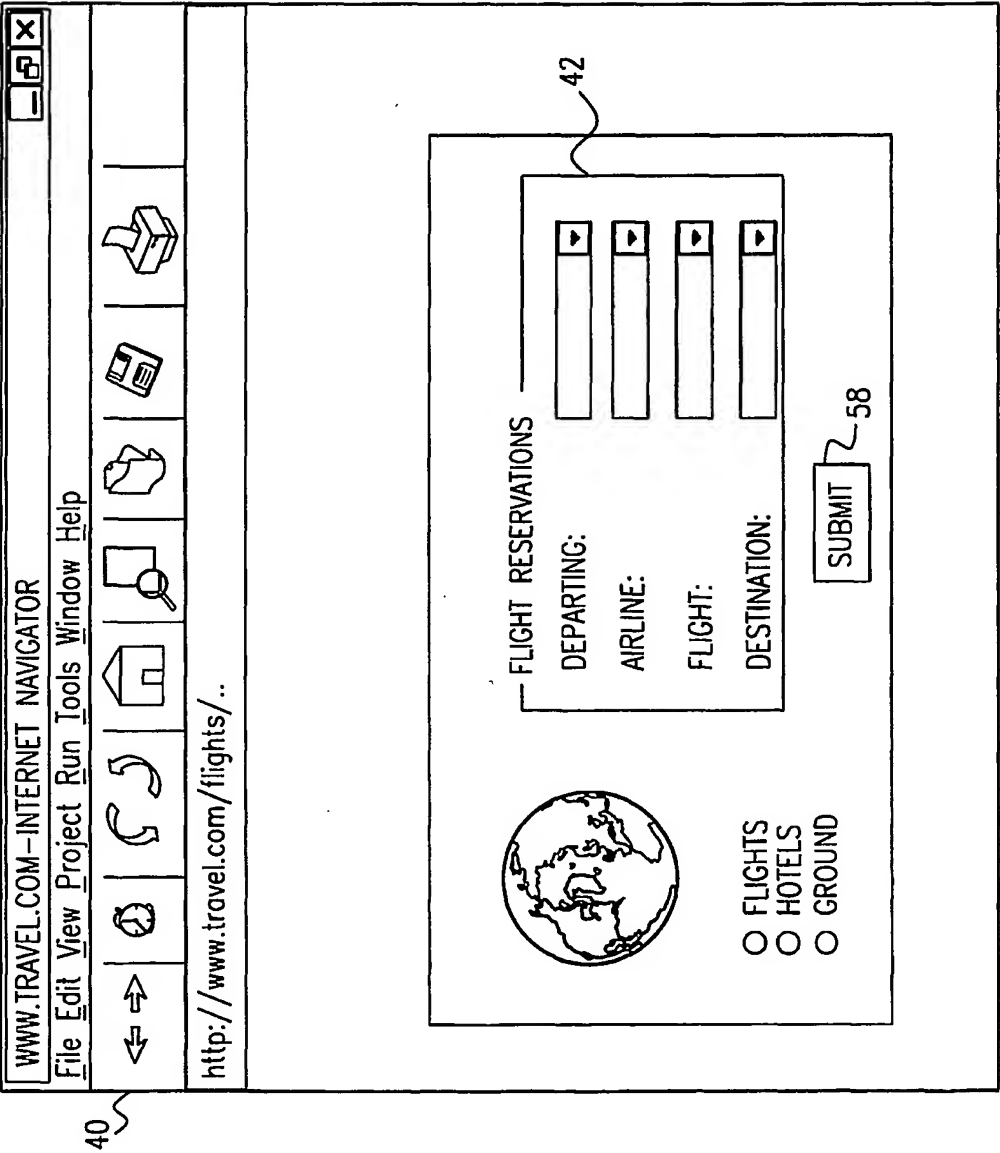 WWW.TRAVEL.COM-INTERNET NAVIGATOR
File Edit View Project Run Tools Window Help
40
http://www.travel.com/flights/..
42
FLIGHT RESERVATIONS
DEPARTING:
AIRLINE:
FLIGHT:
DESTINATION:
FLIGHTS
HOTELS
GROUND
SUBMIT
58